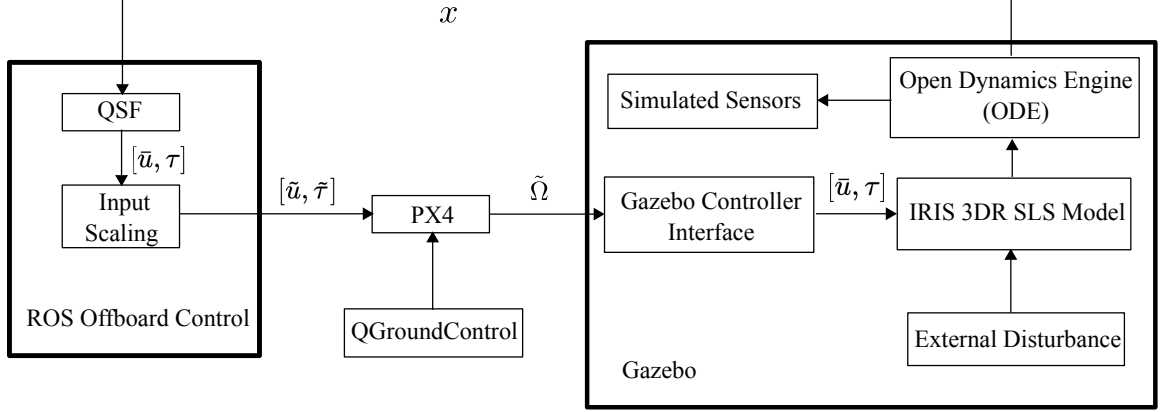 x
QSF
[ū, τ]
Input
Scaling
ROS Offboard Control
[ũ, τ̃]
PX4
QGroundControl
Ω̃
Simulated Sensors
Open Dynamics Engine
(ODE)
Gazebo Controller
Interface
[ū, τ]
IRIS 3DR SLS Model
External Disturbance
Gazebo